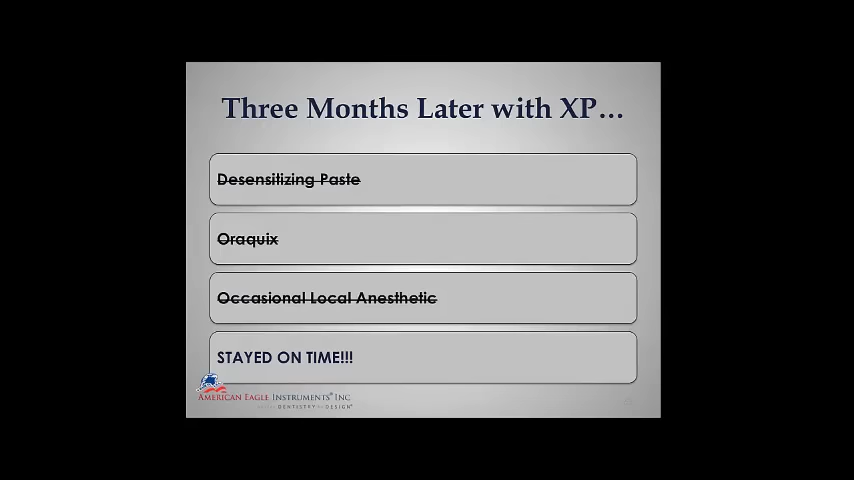 Three Months Later with XP…
Desensitizing Paste
Oraquix
Occasional Local Anesthetic
STAYED ON TIME!!!
AMERICAN EAGLE INSTRUMENTS® INC
DENTISTRY BY DESIGN®